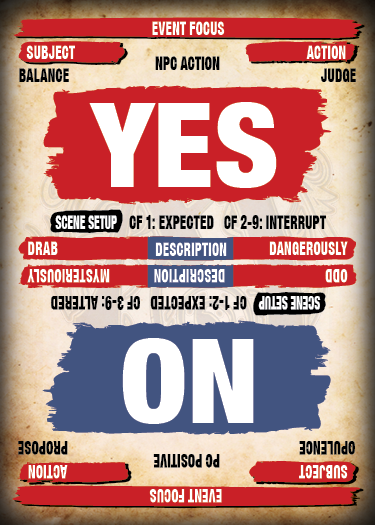 EVENT FOCUS
SUBJECT ACTION
NPC ACTION
BALANCE JUDGE
YES
SCENE SETUP CF 1: EXPECTED CF 2-9: INTERRUPT
DRAB DESCRIPTION DANGEROUSLY
EVENT FOCUS
SUBJECT ACTION
PC POSITIVE
OPULENCE PROPOSE
NO
SCENE SETUP CF 1-2: EXPECTED CF 3-9: ALTERED
ODD DESCRIPTION MYSTERIOUSLY